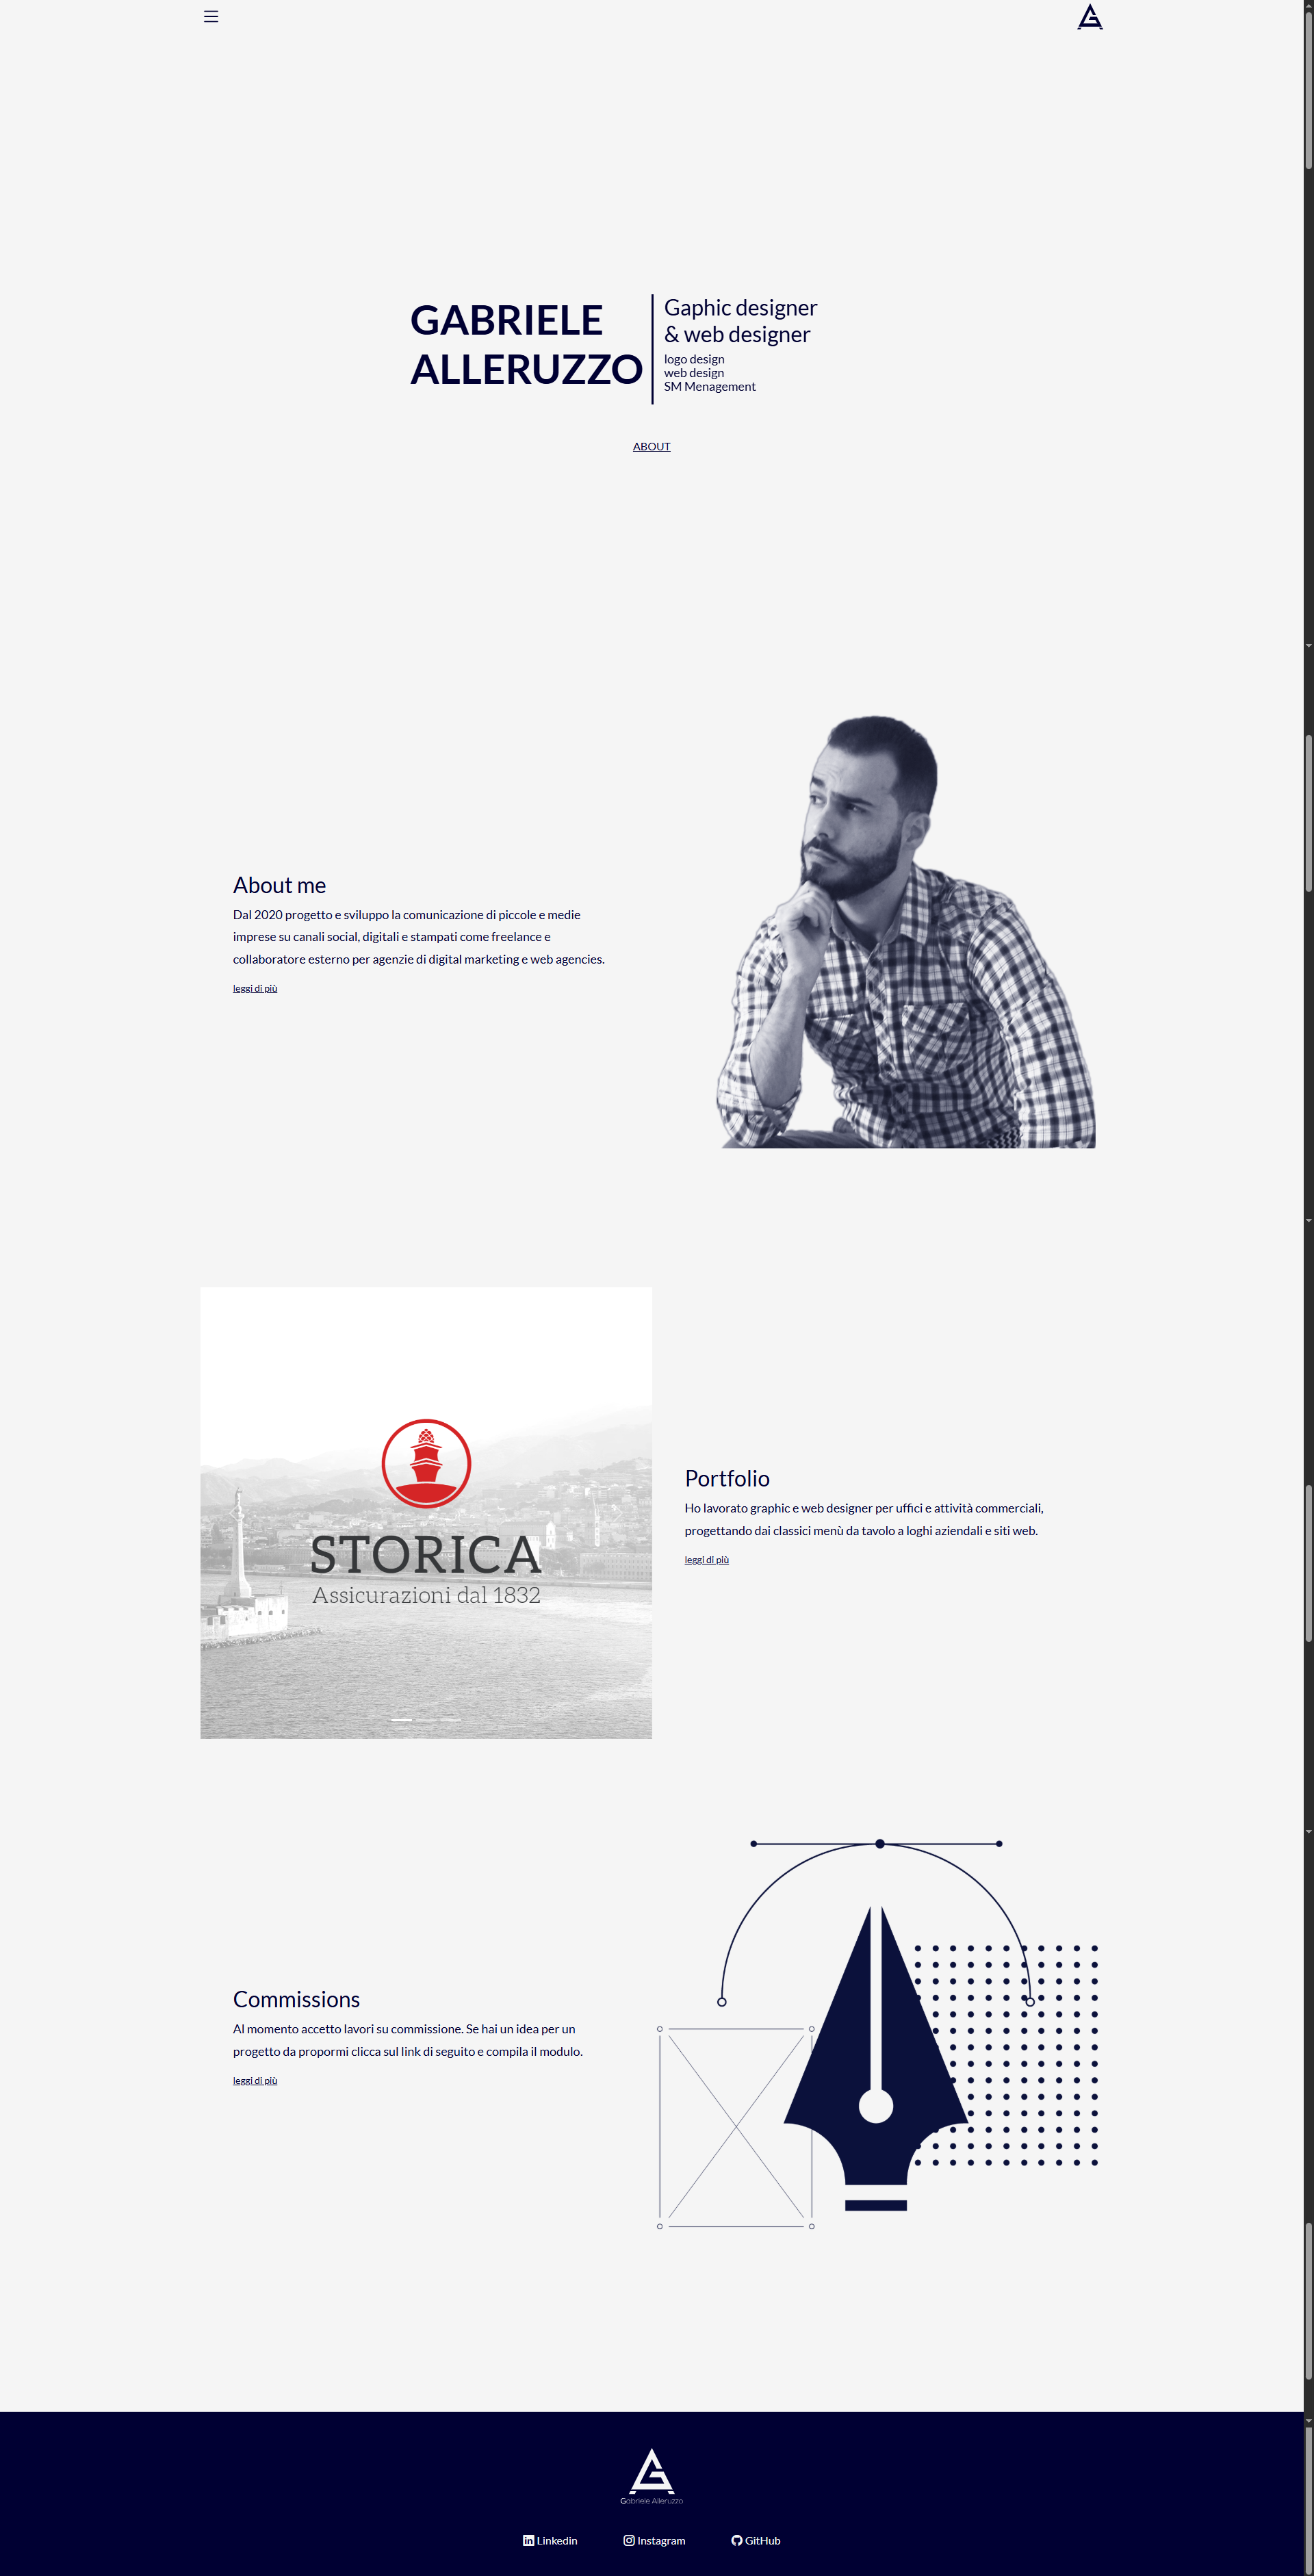 GABRIELE
ALLERUZZO
Gaphic designer
& web designer
logo design
web design
SM Menagement
ABOUT
About me
Dal 2020 progetto e sviluppo la comunicazione di piccole e medie
imprese su canali social, digitali e stampati come freelance e
collaboratore esterno per agenzie di digital marketing e web agencies.
leggi di più
STORICA
Assicurazioni dal 1832
Portfolio
Ho lavorato graphic e web designer per uffici e attività commerciali,
progettando dai classici menù da tavolo a loghi aziendali e siti web.
leggi di più
Commissions
Al momento accetto lavori su commissione. Se hai un idea per un
progetto da propormi clicca sul link di seguito e compila il modulo.
leggi di più
Gabriele Alleruzzo
Linkedin
Instagram
GitHub